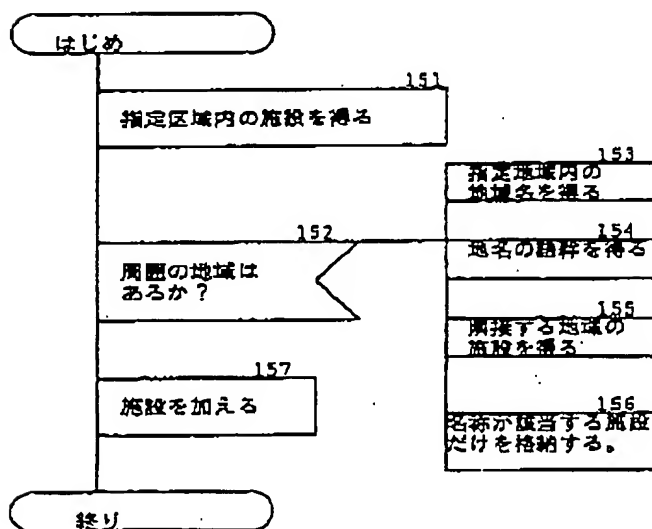 はじめ
151
指定区域内の施設を得る
153
指定地域内の
地域名を得る
152
周囲の地域は
あるか?
154
地名の語幹を得る
155
隣接する地域の
施設を得る
157
施設を加える
156
名称が該当する施設
だけを格納する。
終り